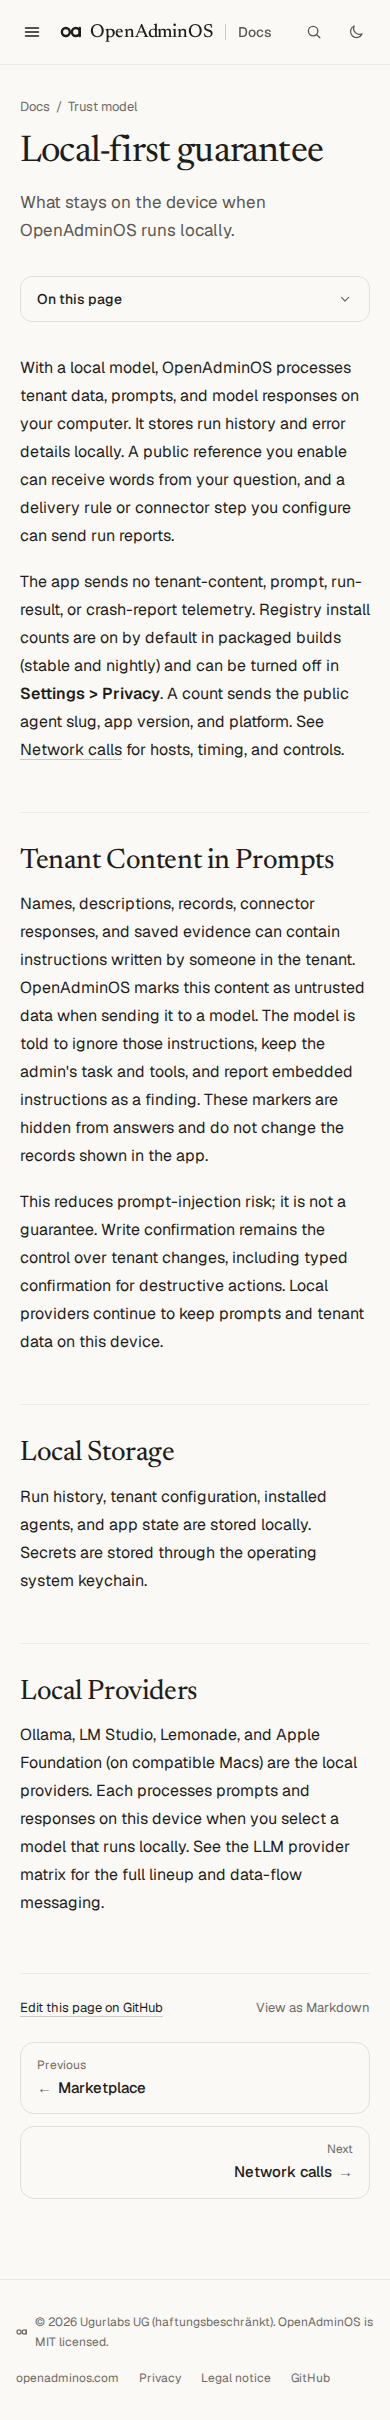 OpenAdminOS Docs
Docs / Trust model
Local-first guarantee
What stays on the device when
OpenAdminOS runs locally.
On this page
With a local model, OpenAdminOS processes
tenant data, prompts, and model responses on
your computer. It stores run history and error
details locally. A public reference you enable
can receive words from your question, and a
delivery rule or connector step you configure
can send run reports.
The app sends no tenant-content, prompt, run-
result, or crash-report telemetry. Registry install
counts are on by default in packaged builds
(stable and nightly) and can be turned off in
Settings > Privacy. A count sends the public
agent slug, app version, and platform. See
Network calls for hosts, timing, and controls.
Tenant Content in Prompts
Names, descriptions, records, connector
responses, and saved evidence can contain
instructions written by someone in the tenant.
OpenAdminOS marks this content as untrusted
data when sending it to a model. The model is
told to ignore those instructions, keep the
admin's task and tools, and report embedded
instructions as a finding. These markers are
hidden from answers and do not change the
records shown in the app.
This reduces prompt-injection risk; it is not a
guarantee. Write confirmation remains the
control over tenant changes, including typed
confirmation for destructive actions. Local
providers continue to keep prompts and tenant
data on this device.
Local Storage
Run history, tenant configuration, installed
agents, and app state are stored locally.
Secrets are stored through the operating
system keychain.
Local Providers
Ollama, LM Studio, Lemonade, and Apple
Foundation (on compatible Macs) are the local
providers. Each processes prompts and
responses on this device when you select a
model that runs locally. See the LLM provider
matrix for the full lineup and data-flow
messaging.
Edit this page on GitHub View as Markdown
Previous
← Marketplace
Next
Network calls →
© 2026 Ugurlabs UG (haftungsbeschränkt). OpenAdminOS is
MIT licensed.
openadminos.com Privacy Legal notice GitHub